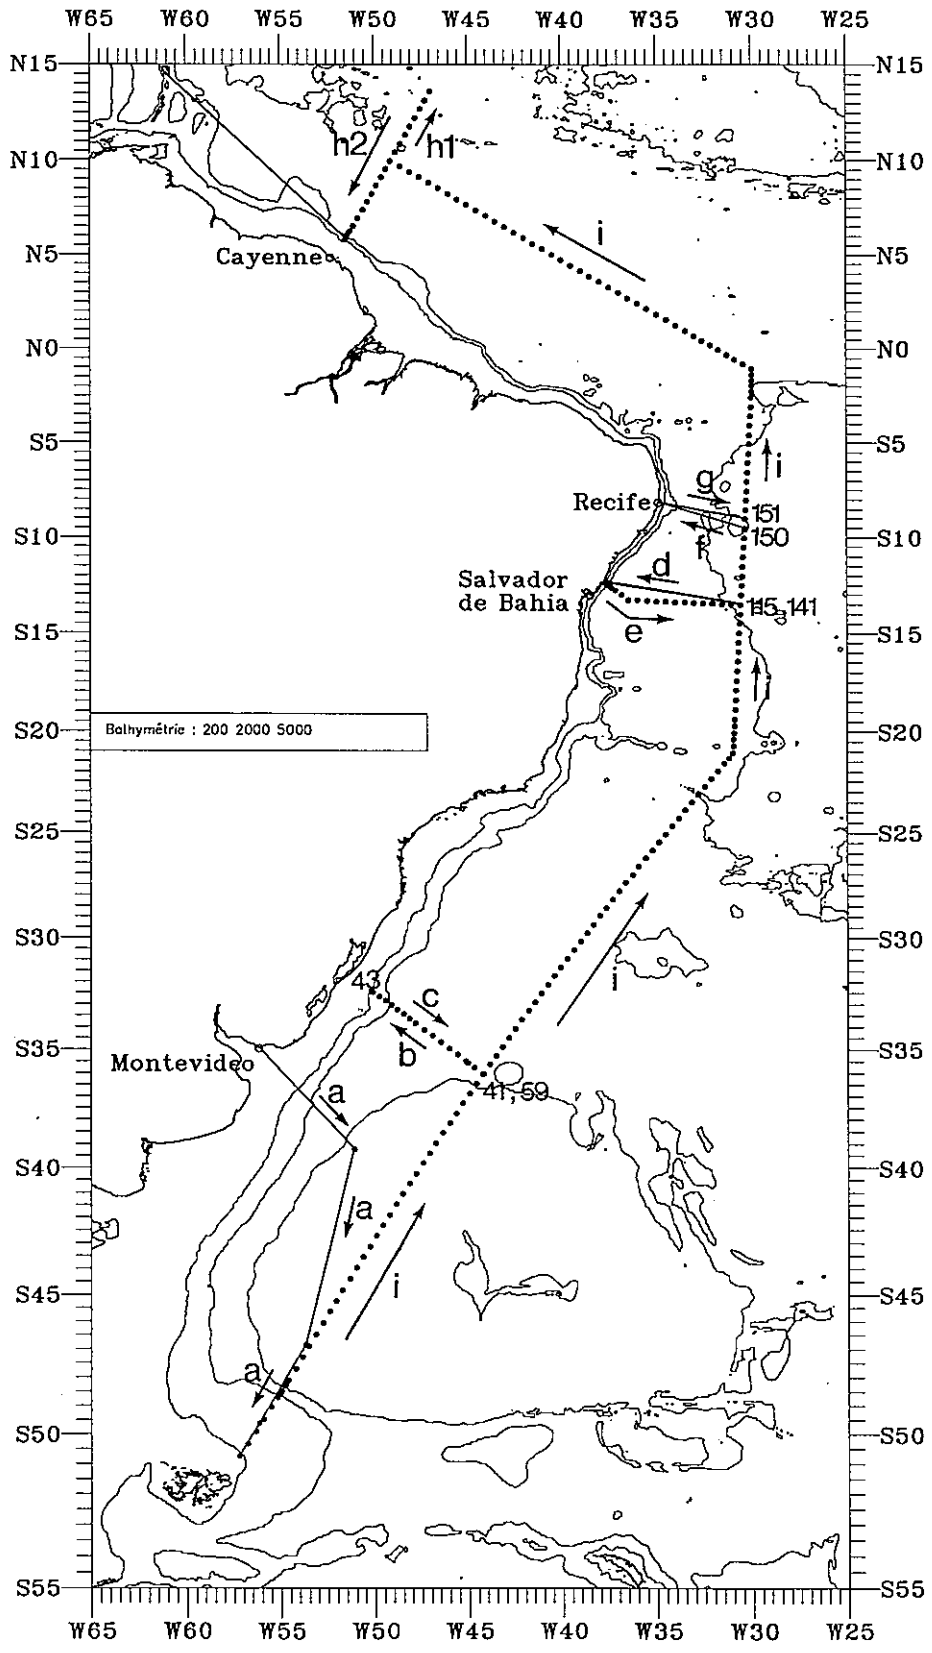 W65 W60 W55 W50 W45 W40 W35 W30 W25
N15 N15
h2 h1
N10 N10
i
N5 N5
Cayenne
N0 N0
S5 S5
i
g
Recife
151
S10 S10
150
f
d
Salvador
de Bahia
115, 141
S15 S15
e
i
S20 S20
Bathymétrie : 200 2000 5000
S25 S25
S30 S30
43
c
i
S35 S35
b
Montevideo
a
41, 59
S40 S40
a
i
S45 S45
a
S50 S50
S55 S55
W65 W60 W55 W50 W45 W40 W35 W30 W25